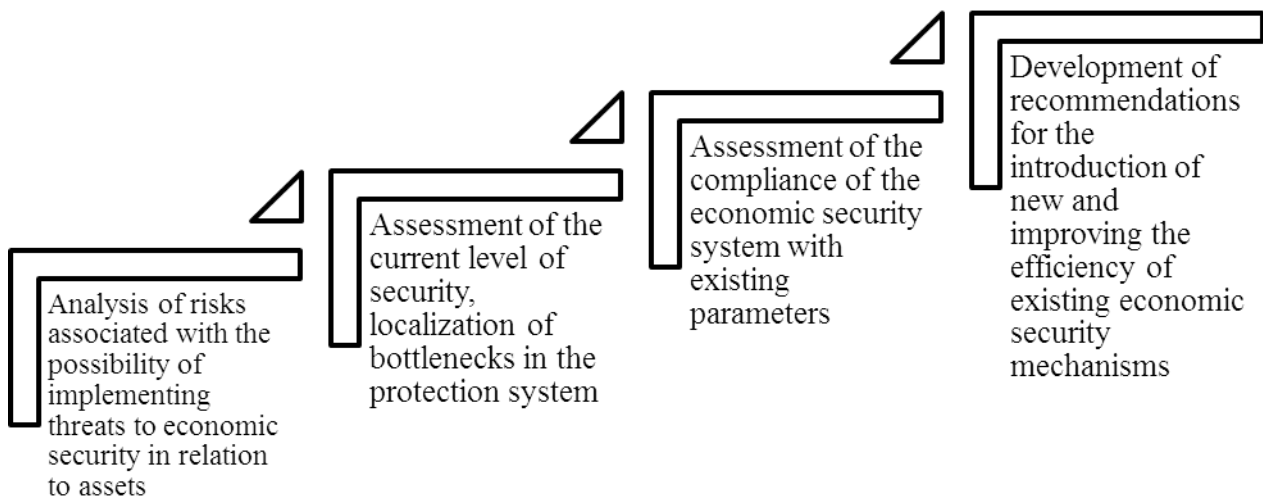 Analysis of risks
associated with the
possibility of
implementing
threats to economic
security in relation
to assets
Assessment of the
current level of
security,
localization of
bottlenecks in the
protection system
Assessment of the
compliance of the
economic security
system with
existing
parameters
Development of
recommendations
for the
introduction of
new and
improving the
efficiency of
existing economic
security
mechanisms